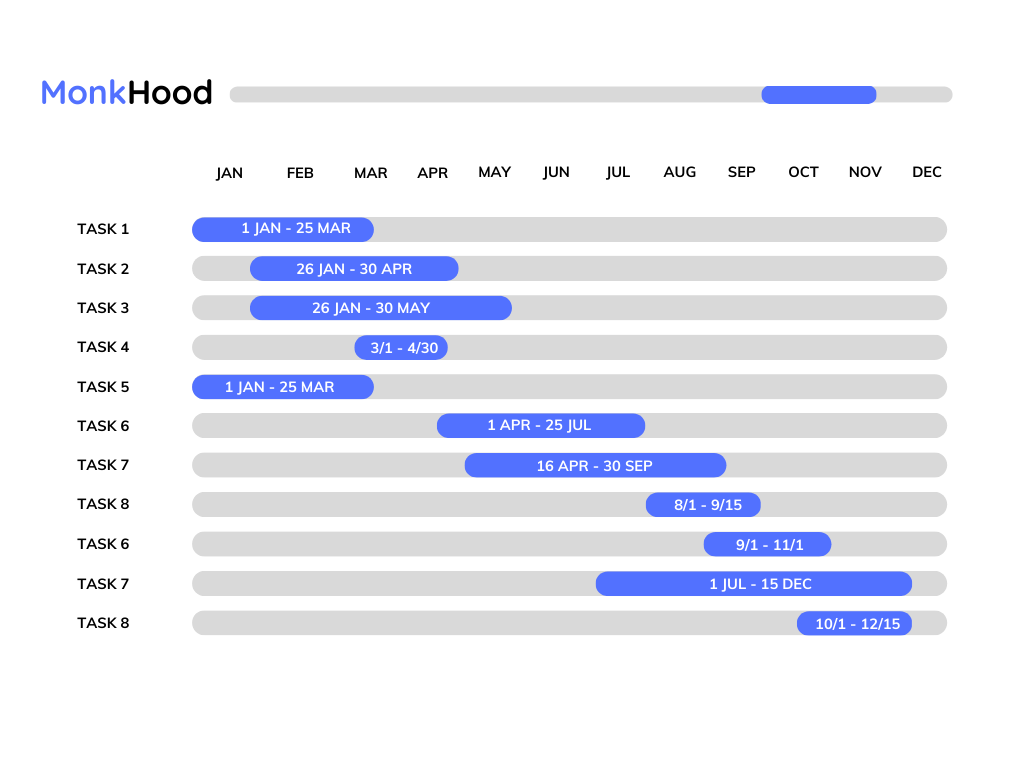 MonkHood
JAN FEB MAR APR MAY JUN JUL AUG SEP OCT NOV DEC
TASK 1 1 JAN - 25 MAR
TASK 2 26 JAN - 30 APR
TASK 3 26 JAN - 30 MAY
TASK 4 3/1 - 4/30
TASK 5 1 JAN - 25 MAR
TASK 6 1 APR - 25 JUL
TASK 7 16 APR - 30 SEP
TASK 8 8/1 - 9/15
TASK 6 9/1 - 11/1
TASK 7 1 JUL - 15 DEC
TASK 8 10/1 - 12/15